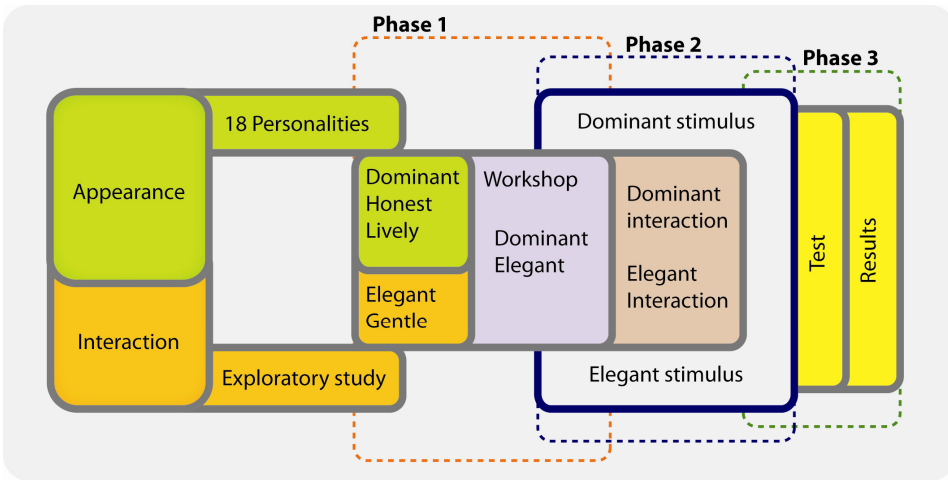 Phase 1
Phase 2
Phase 3
18 Personalities
Appearance
Interaction
Exploratory study
Dominant
Honest
Lively
Elegant
Gentle
Workshop
Dominant
Elegant
Dominant
interaction
Elegant
Interaction
Dominant stimulus
Elegant stimulus
Test
Results